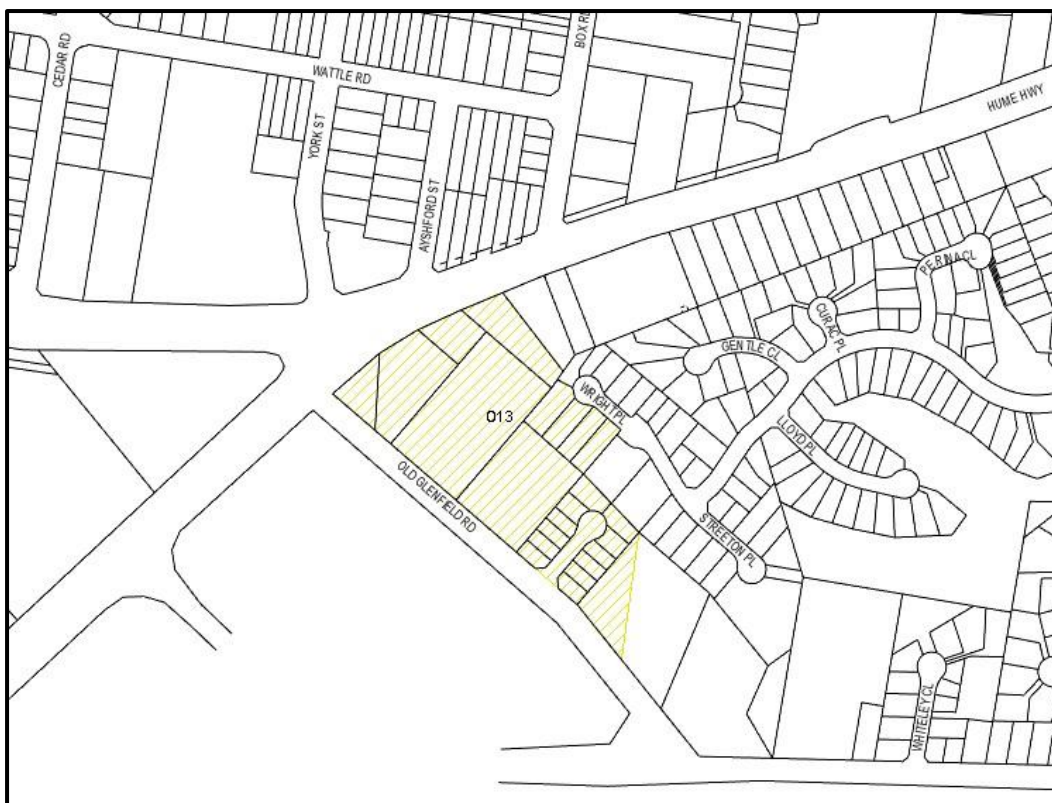 CEDAR RD
WATTLE RD
BOX RD
HUME HWY
YORK ST
AYSHFORD ST
PERINA CL
CURAC PL
GENTLE CL
WRIGHT PL
LLOYD PL
O13
OLD GLENFIELD RD
STREETON PL
WHITELEY CL